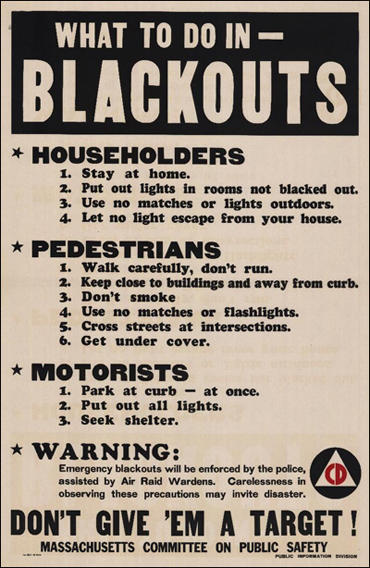 WHAT TO DO IN —
BLACKOUTS
★ HOUSEHOLDERS
1. Stay at home.
2. Put out lights in rooms not blacked out.
3. Use no matches or lights outdoors.
4. Let no light escape from your house.
★ PEDESTRIANS
1. Walk carefully, don't run.
2. Keep close to buildings and away from curb.
3. Don't smoke
4. Use no matches or flashlights.
5. Cross streets at intersections.
6. Get under cover.
★ MOTORISTS
1. Park at curb — at once.
2. Put out all lights.
3. Seek shelter.
★ WARNING:
Emergency blackouts will be enforced by the police,
assisted by Air Raid Wardens. Carelessness in
observing these precautions may invite disaster.
CD
DON'T GIVE 'EM A TARGET!
MASSACHUSETTS COMMITTEE ON PUBLIC SAFETY
PUBLIC INFORMATION DIVISION